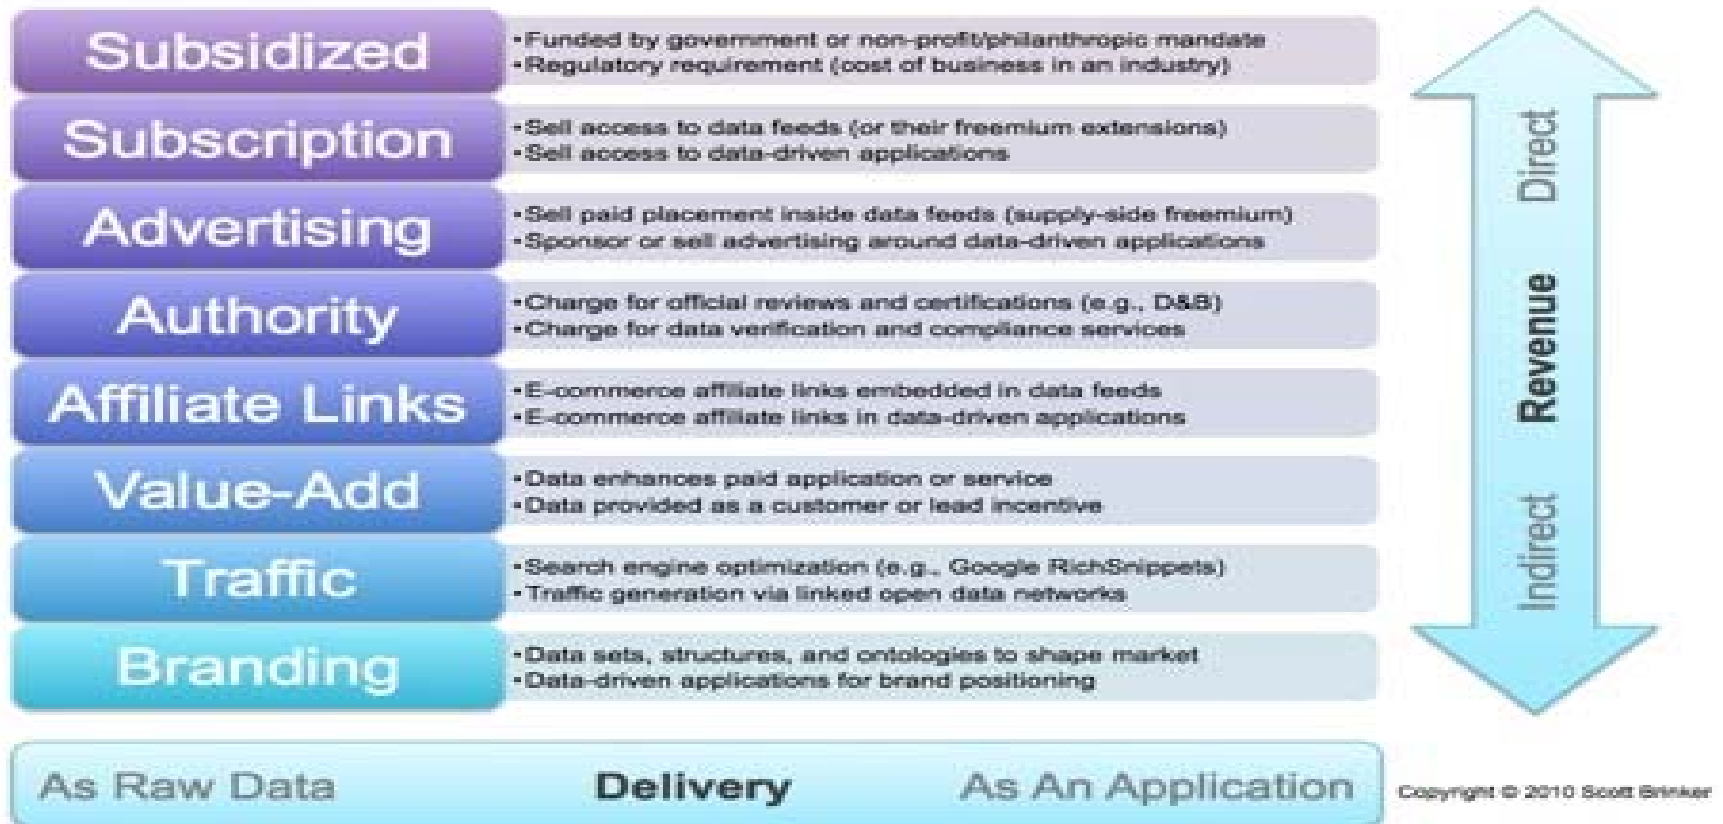 Subsidized
•Funded by government or non-profit/philanthropic mandate
•Regulatory requirement (cost of business in an industry)
Subscription
•Sell access to data feeds (or their freemium extensions)
•Sell access to data-driven applications
Advertising
•Sell paid placement inside data feeds (supply-side freemium)
•Sponsor or sell advertising around data-driven applications
Authority
•Charge for official reviews and certifications (e.g., D&B)
•Charge for data verification and compliance services
Affiliate Links
•E-commerce affiliate links embedded in data feeds
•E-commerce affiliate links in data-driven applications
Value-Add
•Data enhances paid application or service
•Data provided as a customer or lead incentive
Traffic
•Search engine optimization (e.g., Google RichSnippets)
•Traffic generation via linked open data networks
Branding
•Data sets, structures, and ontologies to shape market
•Data-driven applications for brand positioning
Direct
Revenue
Indirect
As Raw Data
Delivery
As An Application
Copyright © 2010 Scott Brinker